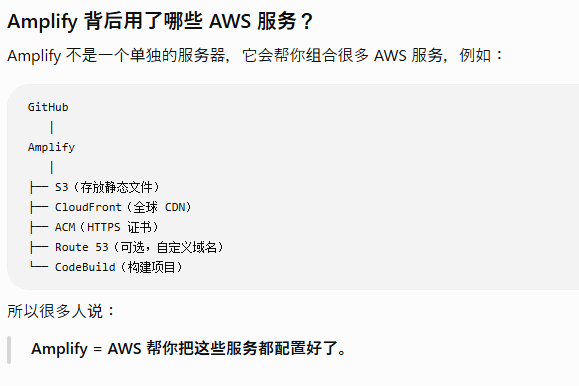 Amplify 背后用了哪些 AWS 服务？
Amplify 不是一个单独的服务器，它会帮你组合很多 AWS 服务，例如：
GitHub
|
Amplify
|
├── S3（存放静态文件）
├── CloudFront（全球 CDN）
├── ACM（HTTPS 证书）
├── Route 53（可选，自定义域名）
└── CodeBuild（构建项目）
所以很多人说：
Amplify = AWS 帮你把这些服务都配置好了。